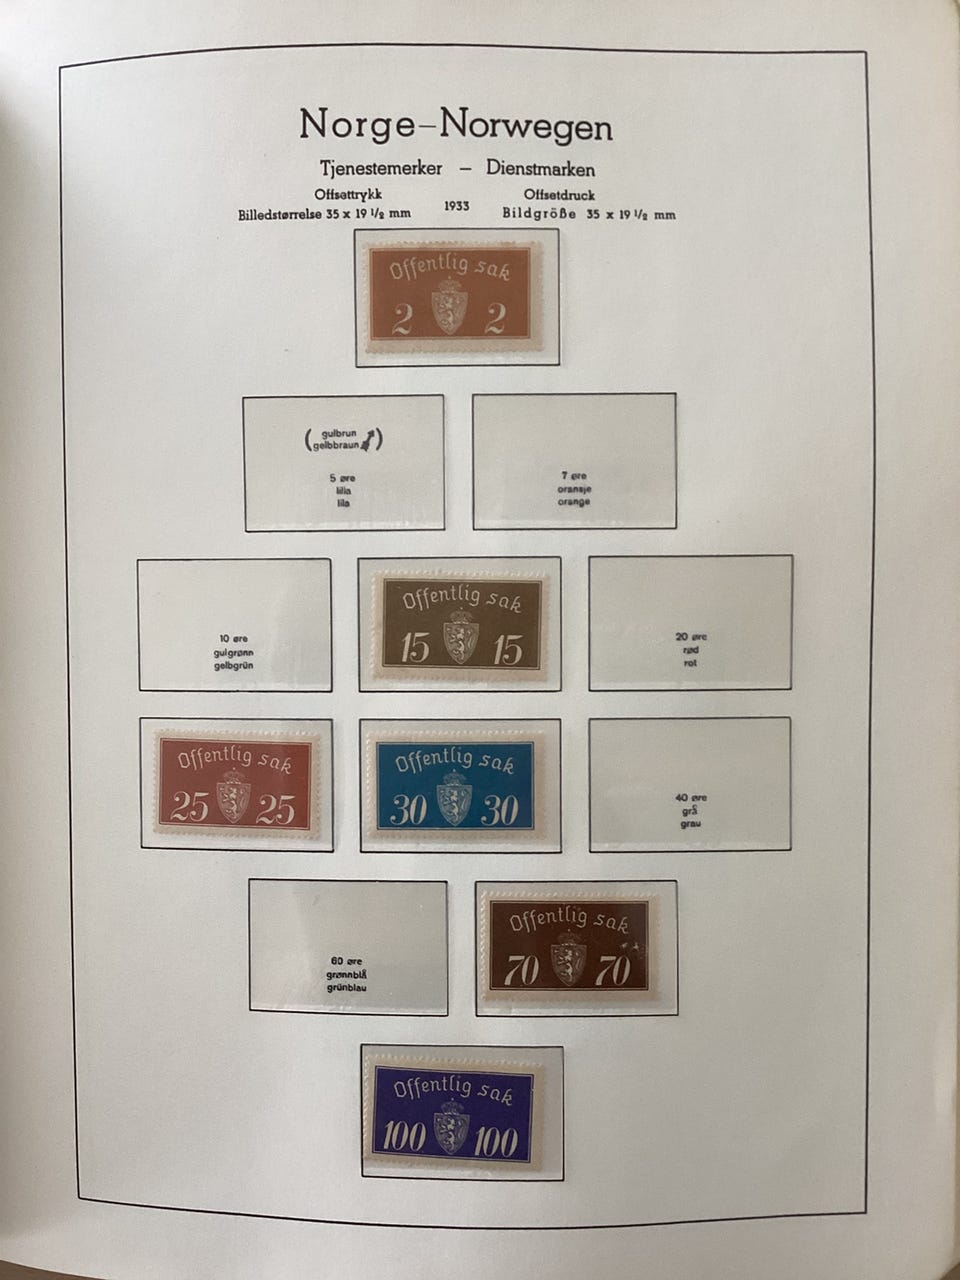 Norge–Norwegen
Tjenestemerker – Dienstmarken
Offsettrykk Offsetdruck
Billedstørrelse 35 x 19 1/2 mm 1933 Bildgröße 35 x 19 1/2 mm
Offentlig sak
2 2
(gulbrun
gelbbraun)
5 øre
lilla
lila
7 øre
oransje
orange
10 øre
gulgrønn
gelbgrün
Offentlig sak
15 15
20 øre
rød
rot
Offentlig sak
25 25
Offentlig sak
30 30
40 øre
grå
grau
60 øre
grønnblå
grünblau
Offentlig sak
70 70
Offentlig sak
100 100